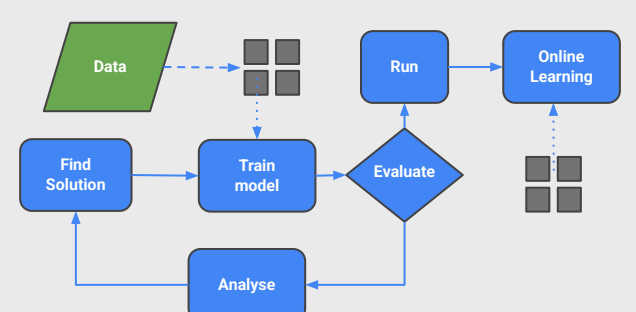 Data
Run
Online
Learning
Find
Solution
Train
model
Evaluate
Analyse